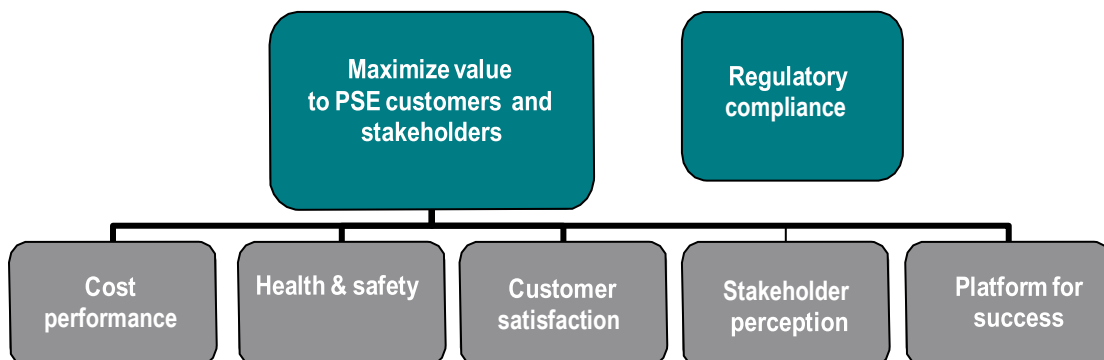 Maximize value
to PSE customers and
stakeholders
Regulatory
compliance
Cost
performance
Health & safety
Customer
satisfaction
Stakeholder
perception
Platform for
success